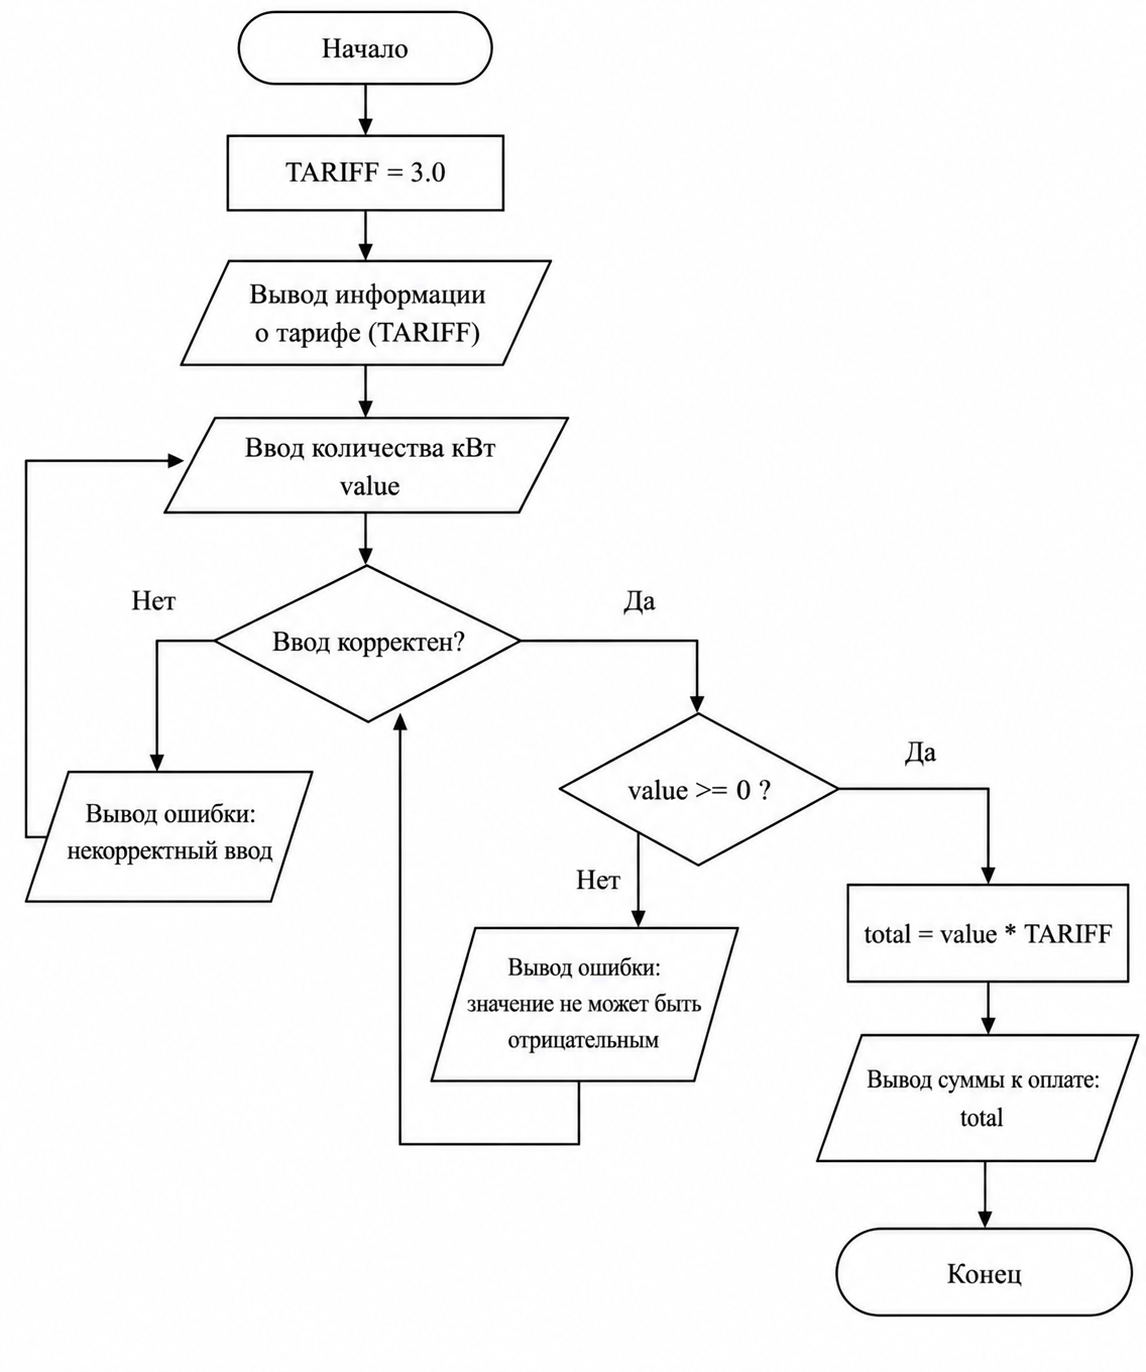 Начало
TARIFF = 3.0
Вывод информации
о тарифе (TARIFF)
Ввод количества кВт
value
Нет
Да
Ввод корректен?
Да
value >= 0 ?
Вывод ошибки:
некорректный ввод
Нет
total = value * TARIFF
Вывод ошибки:
значение не может быть
отрицательным
Вывод суммы к оплате:
total
Конец